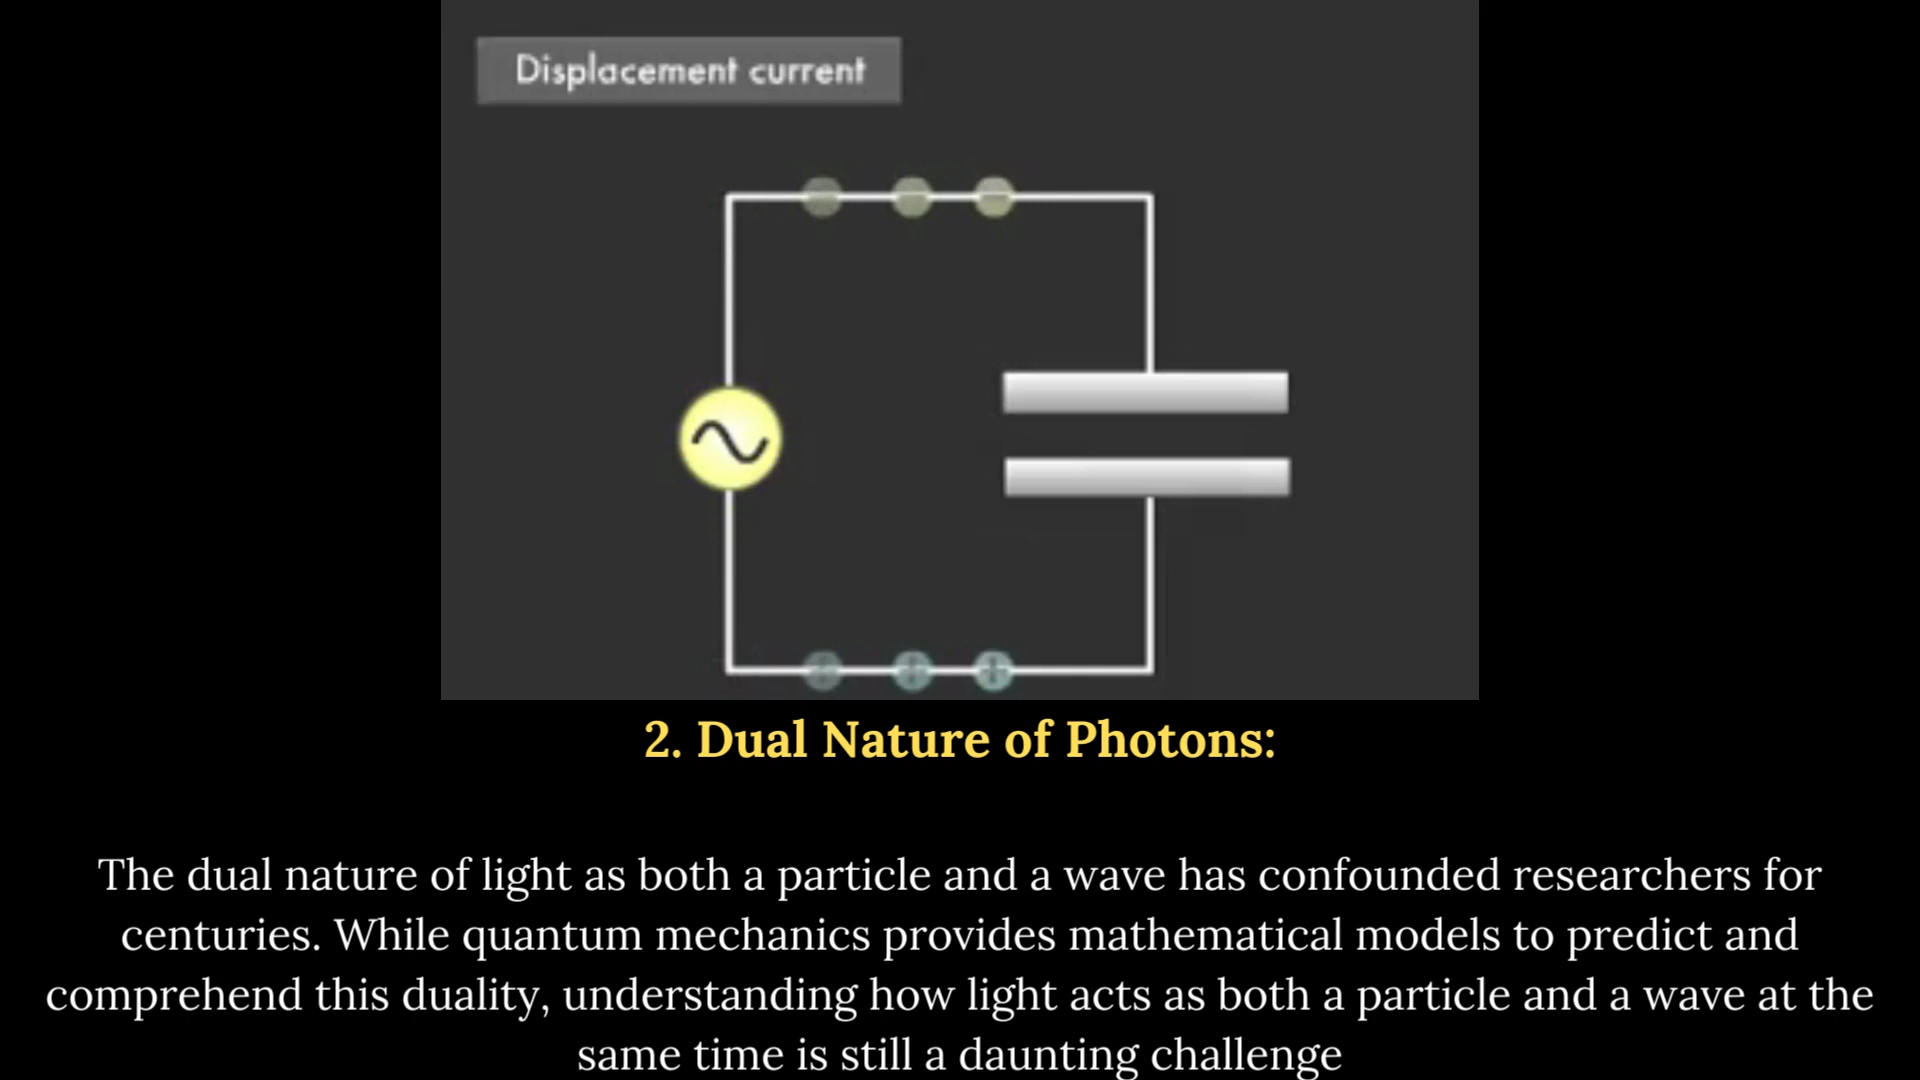 Displacement current
2. Dual Nature of Photons:
The dual nature of light as both a particle and a wave has confounded researchers for
centuries. While quantum mechanics provides mathematical models to predict and
comprehend this duality, understanding how light acts as both a particle and a wave at the
same time is still a daunting challenge